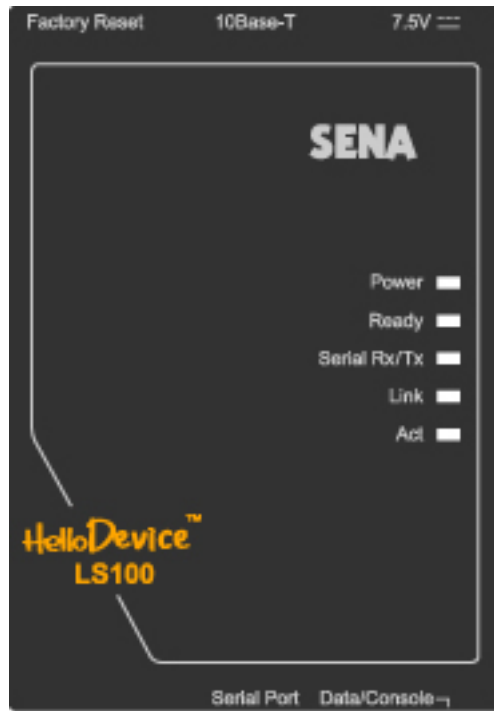 Factory Reset 10Base-T 7.5V
SENA
Power
Ready
Serial Rx/Tx
Link
Act
HelloDevice™
LS100
Serial Port Data/Console